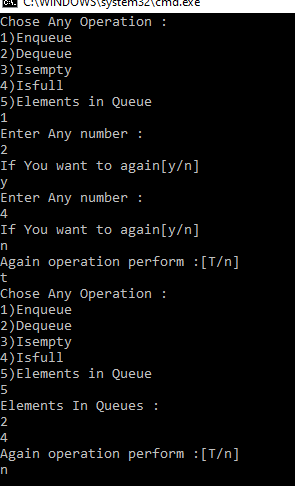 C:\WINDOWS\system32\cmd.exe
Chose Any Operation :
1)Enqueue
2)Dequeue
3)Isempty
4)Isfull
5)Elements in Queue
1
Enter Any number :
2
If You want to again[y/n]
y
Enter Any number :
4
If You want to again[y/n]
n
Again operation perform :[T/n]
t
Chose Any Operation :
1)Enqueue
2)Dequeue
3)Isempty
4)Isfull
5)Elements in Queue
5
Elements In Queues :
2
4
Again operation perform :[T/n]
n